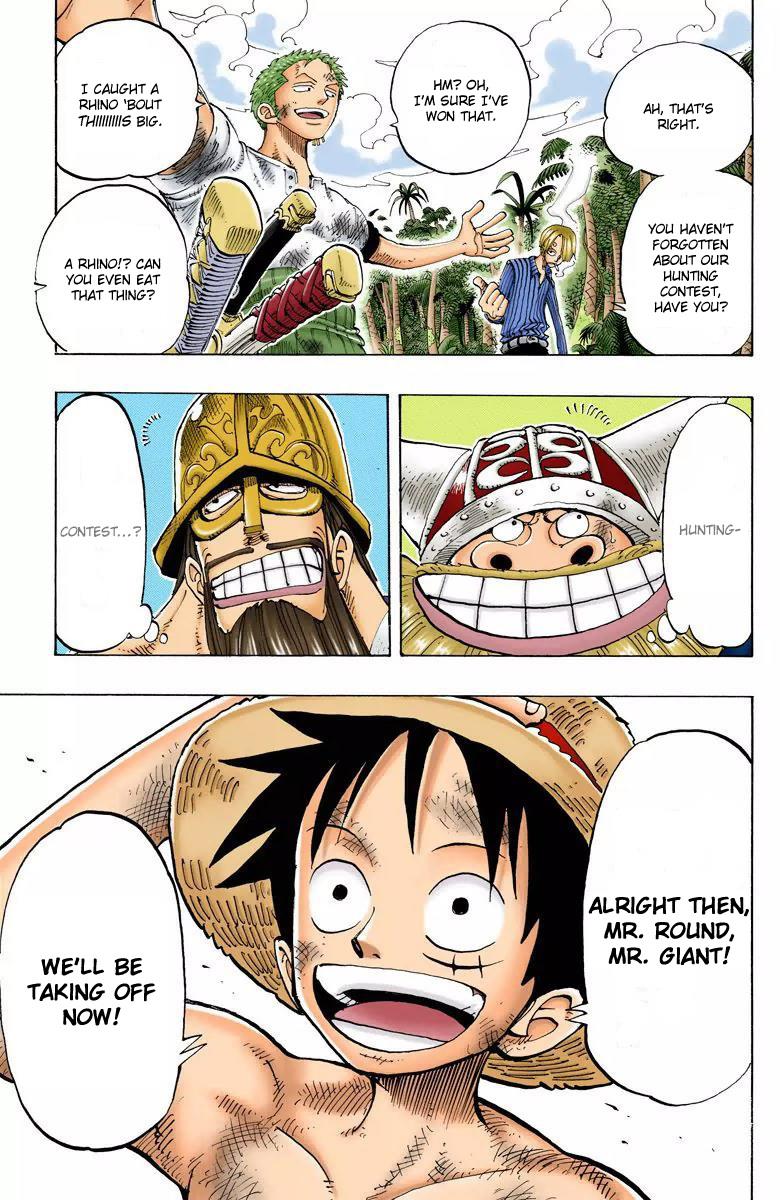 AH, THAT'S
RIGHT.
YOU HAVEN'T
FORGOTTEN
ABOUT OUR
HUNTING
CONTEST,
HAVE YOU?
HM? OH,
I'M SURE I'VE
WON THAT.
I CAUGHT A
RHINO 'BOUT
THIIIIIIIIS BIG.
A RHINO!? CAN
YOU EVEN EAT
THAT THING?
HUNTING-
CONTEST...?
ALRIGHT THEN,
MR. ROUND,
MR. GIANT!
WE'LL BE
TAKING OFF
NOW!